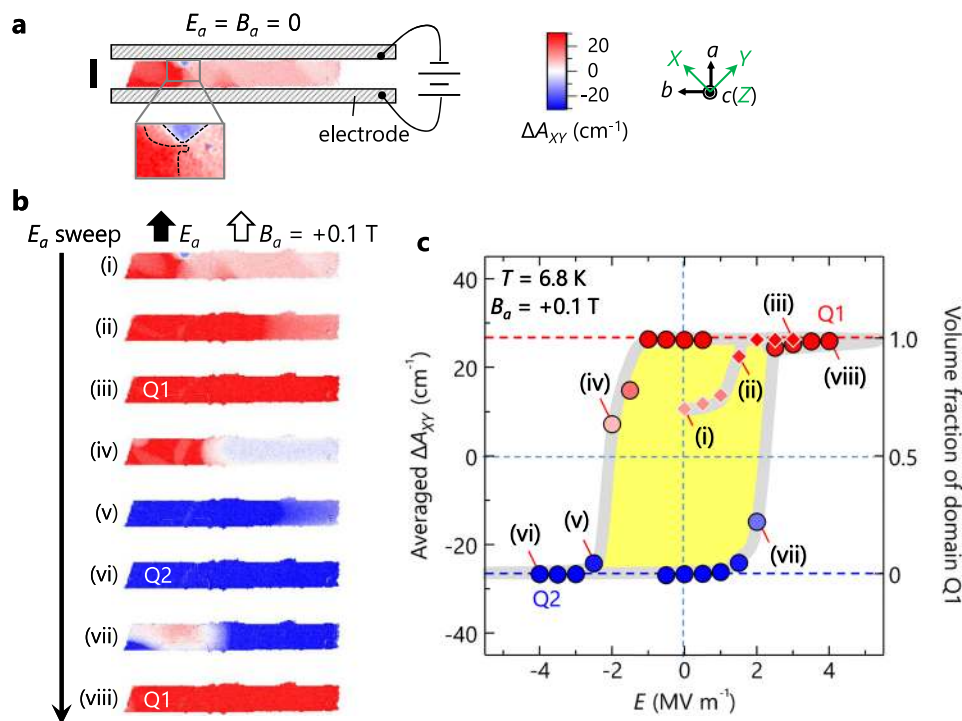 a
E_a = B_a = 0
electrode
20
0
-20
ΔA_XY (cm⁻¹)
X
a
Y
b
c(Z)
b
E_a sweep
E_a
B_a = +0.1 T
(i)
(ii)
(iii)
Q1
(iv)
(v)
(vi)
Q2
(vii)
(viii)
Q1
c
T = 6.8 K
B_a = +0.1 T
(iii)
Q1
(viii)
(ii)
(iv)
(i)
(vi)
(v)
(vii)
Q2
Averaged ΔA_XY (cm⁻¹)
40
20
0
-20
-40
1.0
0.5
0
Volume fraction of domain Q1
-4
-2
0
2
4
E (MV m⁻¹)